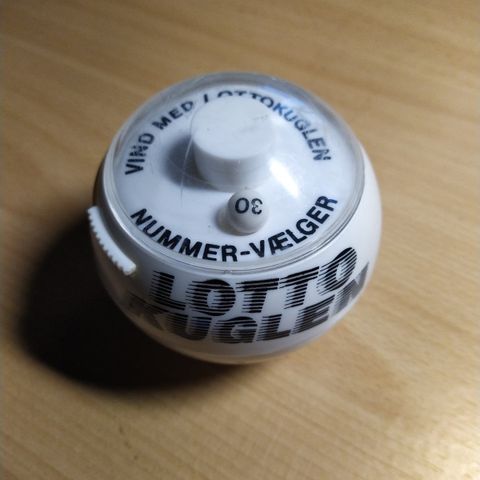 VIND MED LOTTOKUGLEN
30
NUMMER-VÆLGER
LOTTO
KUGLEN